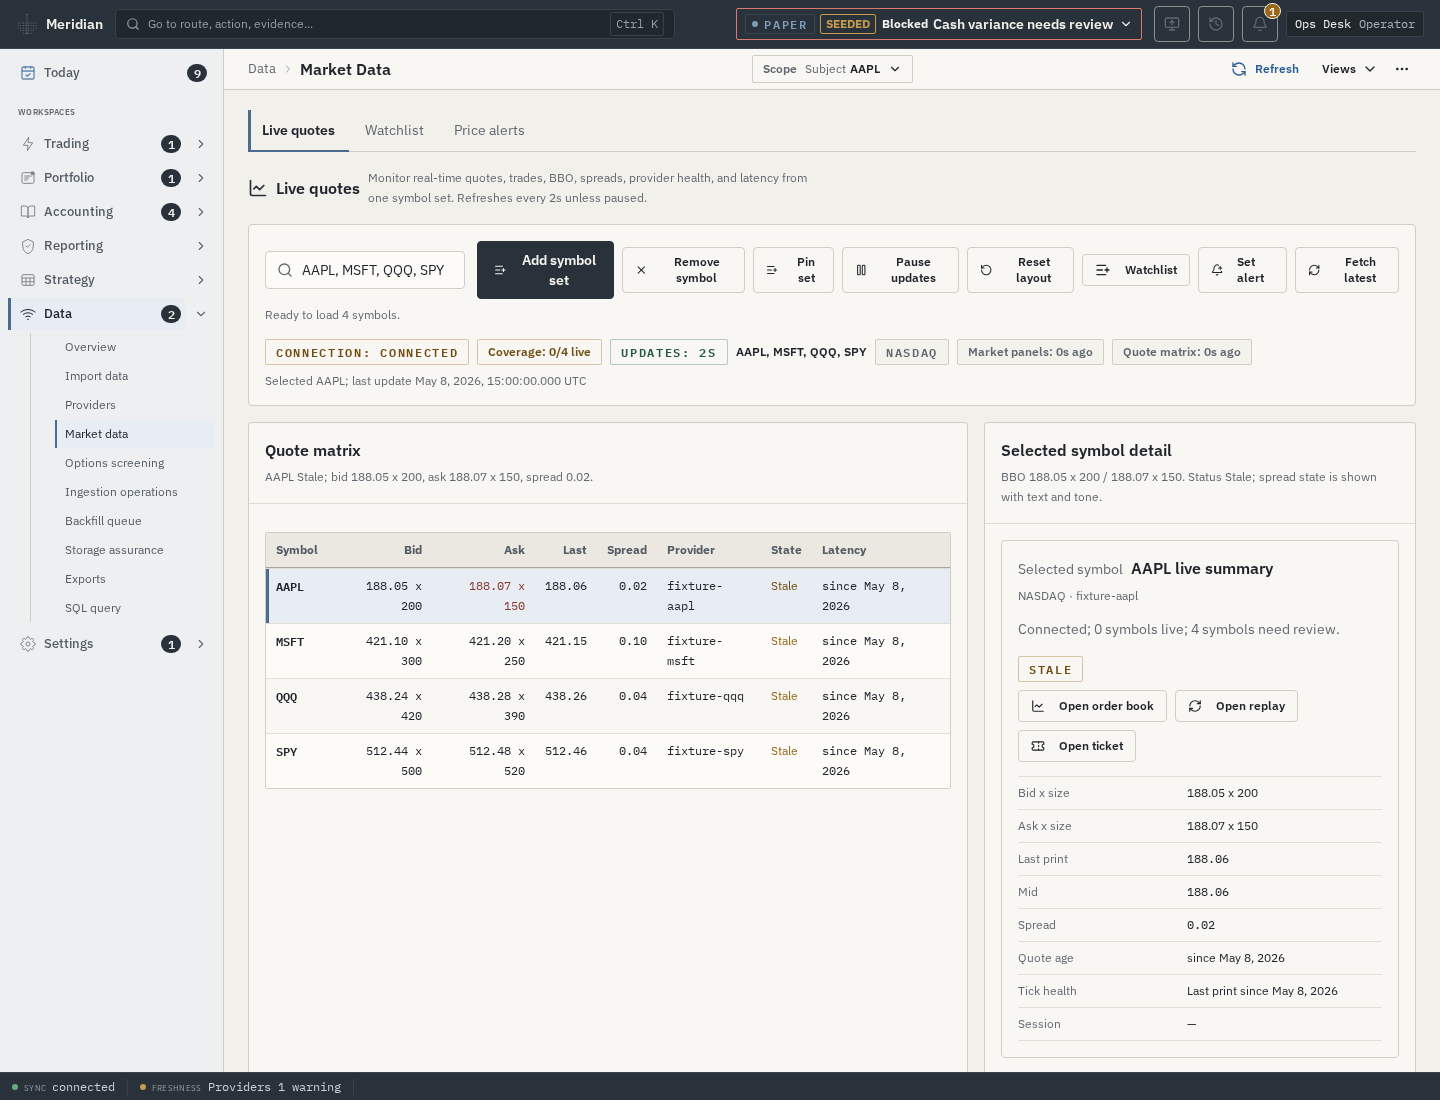 Meridian
Go to route, action, evidence...
Ctrl K
PAPER
SEEDED
Blocked Cash variance needs review
1
Ops Desk Operator
Today 9
WORKSPACES
Trading 1
Portfolio 1
Accounting 4
Reporting
Strategy
Data 2
Overview
Import data
Providers
Market data
Options screening
Ingestion operations
Backfill queue
Storage assurance
Exports
SQL query
Settings 1
Data
Market Data
Scope Subject AAPL
Refresh
Views
Live quotes
Watchlist
Price alerts
Live quotes
Monitor real-time quotes, trades, BBO, spreads, provider health, and latency from
one symbol set. Refreshes every 2s unless paused.
AAPL, MSFT, QQQ, SPY
Add symbol
set
Remove
symbol
Pin
set
Pause
updates
Reset
layout
Watchlist
Set
alert
Fetch
latest
Ready to load 4 symbols.
CONNECTION: CONNECTED
Coverage: 0/4 live
UPDATES: 2S
AAPL, MSFT, QQQ, SPY
NASDAQ
Market panels: 0s ago
Quote matrix: 0s ago
Selected AAPL; last update May 8, 2026, 15:00:00.000 UTC
Quote matrix
AAPL Stale; bid 188.05 x 200, ask 188.07 x 150, spread 0.02.
Symbol Bid Ask Last Spread Provider State Latency
AAPL 188.05 x 188.07 x 188.06 0.02 fixture- Stale since May 8,
200 150 aapl 2026
MSFT 421.10 x 421.20 x 421.15 0.10 fixture- Stale since May 8,
300 250 msft 2026
QQQ 438.24 x 438.28 x 438.26 0.04 fixture-qqq Stale since May 8,
420 390 2026
SPY 512.44 x 512.48 x 512.46 0.04 fixture-spy Stale since May 8,
500 520 2026
Selected symbol detail
BBO 188.05 x 200 / 188.07 x 150. Status Stale; spread state is shown
with text and tone.
Selected symbol AAPL live summary
NASDAQ · fixture-aapl
Connected; 0 symbols live; 4 symbols need review.
STALE
Open order book
Open replay
Open ticket
Bid x size 188.05 x 200
Ask x size 188.07 x 150
Last print 188.06
Mid 188.06
Spread 0.02
Quote age since May 8, 2026
Tick health Last print since May 8, 2026
Session —
SYNC connected
FRESHNESS Providers 1 warning